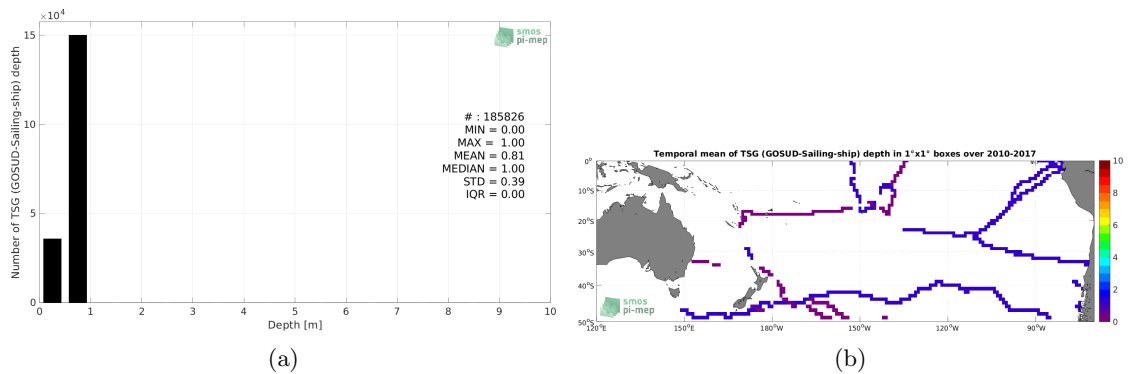 ×10⁴
15
10
5
0
0 1 2 3 4 5 6 7 8 9 10
Number of TSG (GOSUD-Sailing-ship) depth
Depth [m]
smos
pi-mep
# : 185826
MIN = 0.00
MAX = 1.00
MEAN = 0.81
MEDIAN = 1.00
STD = 0.39
IQR = 0.00
(a)
Temporal mean of TSG (GOSUD-Sailing-ship) depth in 1°x1° boxes over 2010-2017
0°
10°S
20°S
30°S
40°S
50°S
120°E 150°E 180°W 150°W 120°W 90°W
smos
pi-mep
10
8
6
4
2
0
(b)